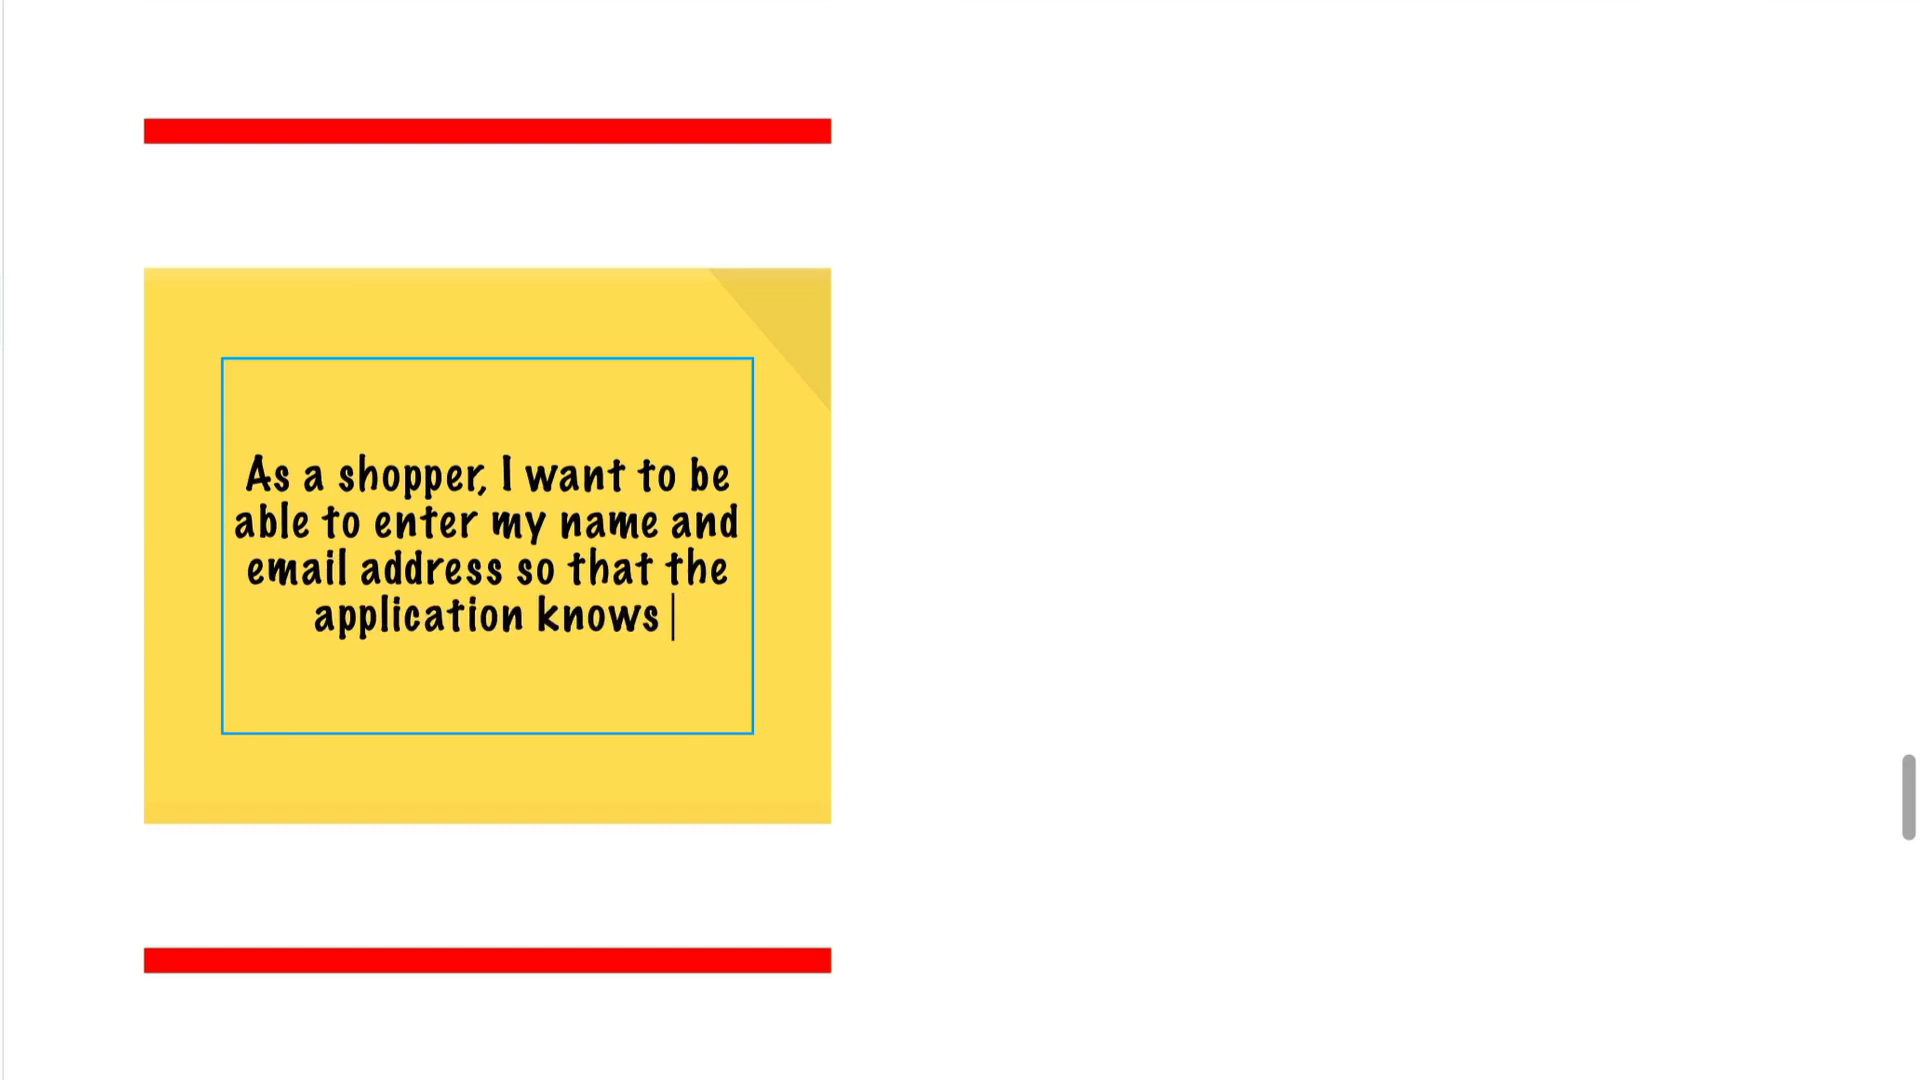 As a shopper, I want to be
able to enter my name and
email address so that the
application knows